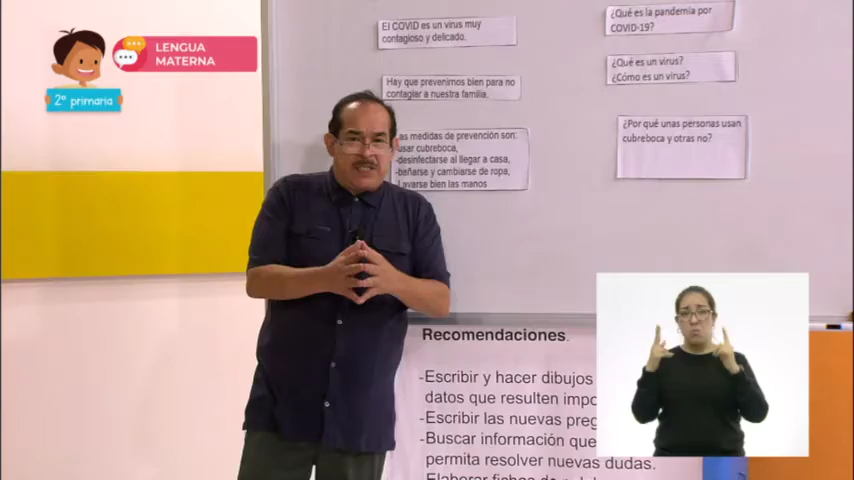 LENGUA
MATERNA
2° primaria
El COVID es un virus muy
contagioso y delicado.
Hay que prevenirnos bien para no
contagiar a nuestra familia.
as medidas de prevención son:
usar cubreboca,
-desinfectarse al llegar a casa,
-bañarse y cambiarse de ropa,
Lavarse bien las manos
¿Qué es la pandemia por
COVID-19?
¿Qué es un virus?
¿Cómo es un virus?
¿Por qué unas personas usan
cubreboca y otras no?
Recomendaciones.
-Escribir y hacer dibujos
datos que resulten impo
-Escribir las nuevas preg
-Buscar información que
permita resolver nuevas dudas.